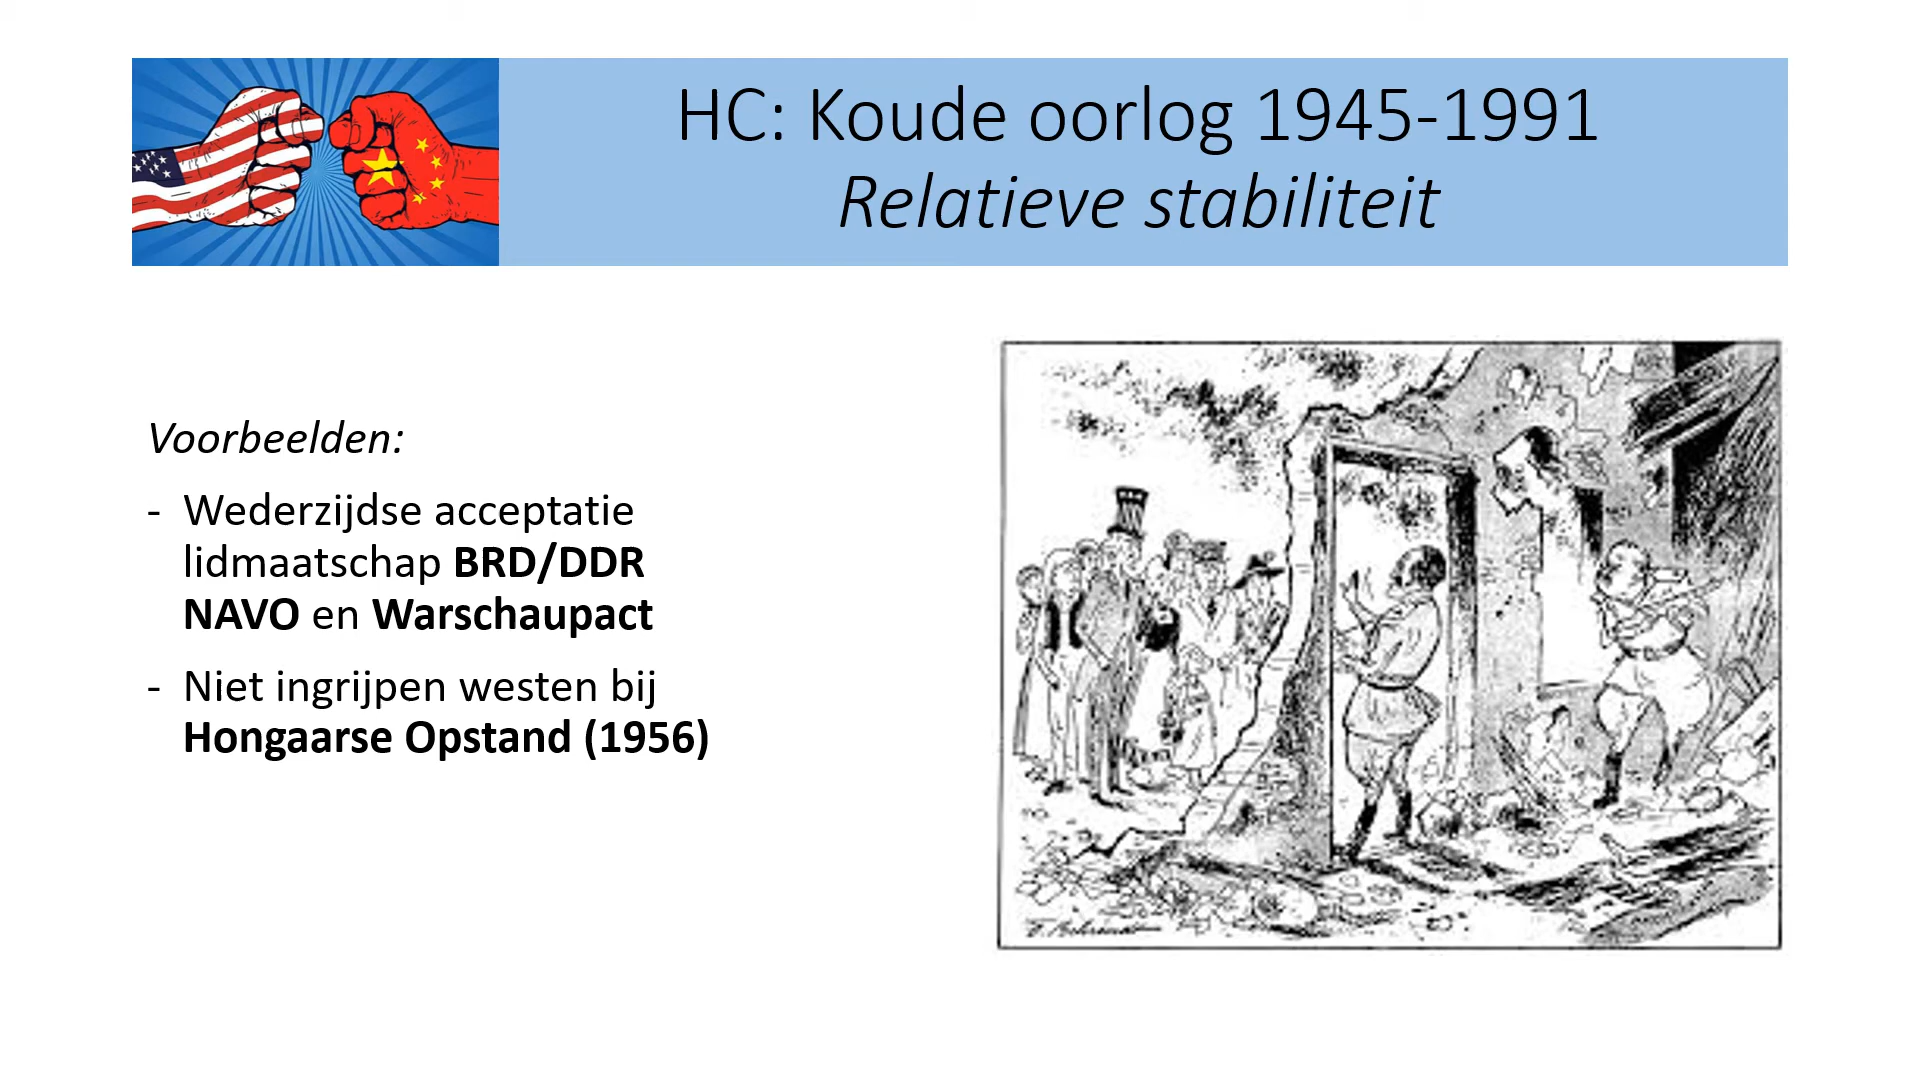 HC: Koude oorlog 1945-1991
Relatieve stabiliteit
Voorbeelden:
- Wederzijdse acceptatie
lidmaatschap BRD/DDR
NAVO en Warschaupact
- Niet ingrijpen westen bij
Hongaarse Opstand (1956)